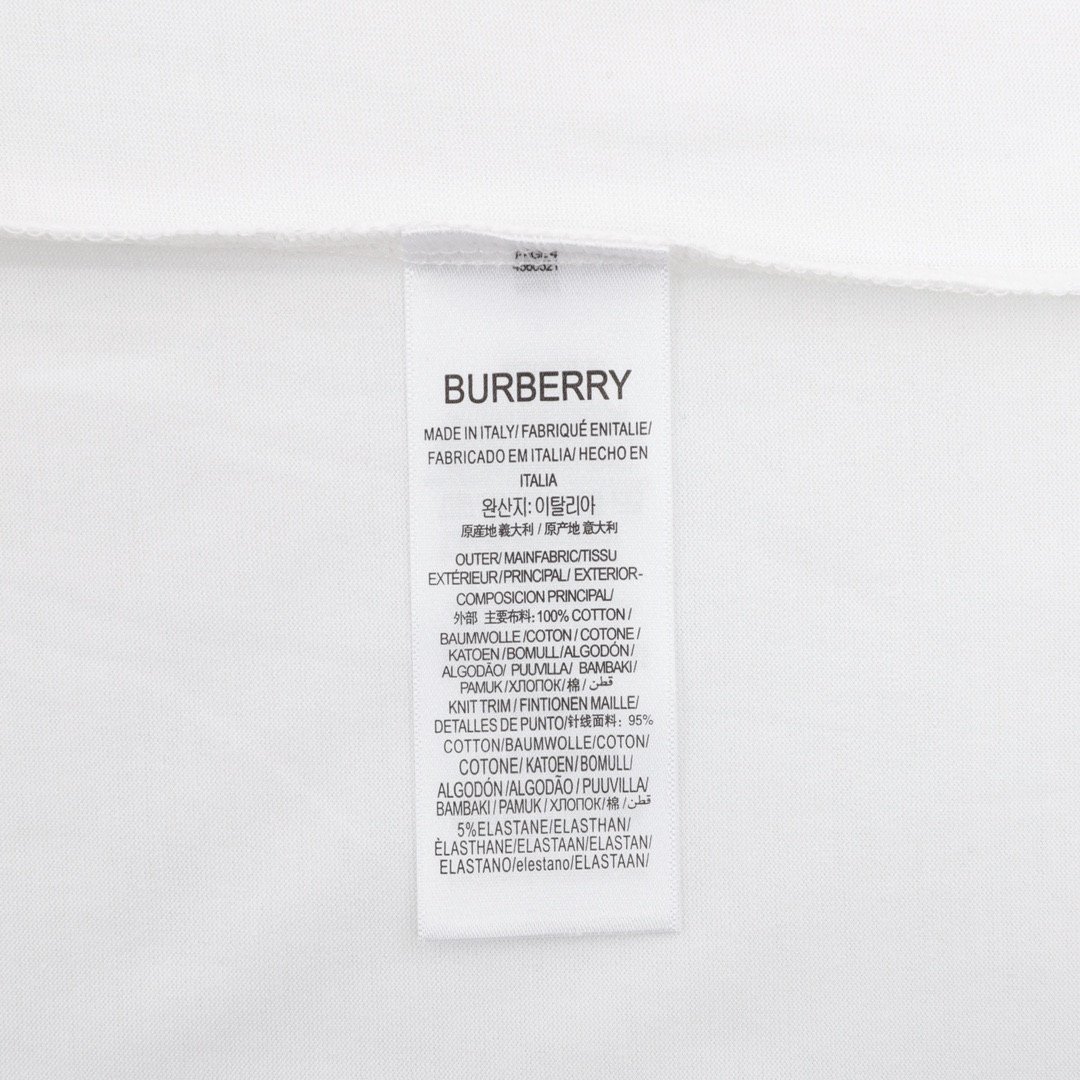 BURBERRY
MADE IN ITALY/ FABRIQUÉ ENITALIE/
FABRICADO EM ITALIA/ HECHO EN
ITALIA
완산지: 이탈리아
原産地 義大利 / 原产地 意大利
OUTER/ MAINFABRIC/TISSU
EXTÉRIEUR/PRINCIPAL/ EXTERIOR-
COMPOSICION PRINCIPAL/
外部 主要布料: 100% COTTON /
BAUMWOLLE /COTON / COTONE /
KATOEN / BOMULL/ALGODÓN/
ALGODÃO/ PUUVILLA/ BAMBAKI/
PAMUK/ХЛОПОК/棉/ قطن/
KNIT TRIM / FINTIONEN MAILLE/
DETALLES DE PUNTO/针线面料: 95%
COTTON/BAUMWOLLE/COTON/
COTONE/ KATOEN/BOMULL/
ALGODÓN /ALGODÃO / PUUVILLA/
BAMBAKI / PAMUK / ХЛОПОК/棉 /قطن/
5%ELASTANE/ELASTHAN/
ÈLASTHANE/ELASTAAN/ELASTAN/
ELASTANO/elestano/ELASTAAN/